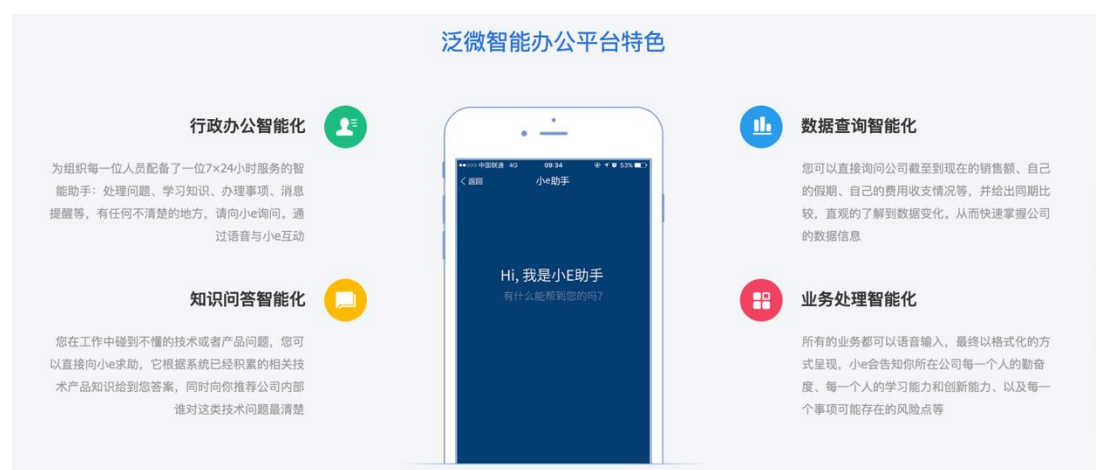 泛微智能办公平台特色
行政办公智能化
为组织每一位人员配备了一位7×24小时服务的智
能助手：处理问题、学习知识、办理事项、消息
提醒等，有任何不清楚的地方，请向小e询问。通
过语音与小e互动
知识问答智能化
您在工作中碰到不懂的技术或者产品问题，您可
以直接向小e求助，它根据系统已经积累的相关技
术产品知识给到您答案，同时向你推荐公司内部
谁对这类技术问题最清楚
中国联通 4G 09:34 53%
返回 小e助手
Hi, 我是小E助手
有什么能帮到您的吗?
数据查询智能化
您可以直接询问公司截至到现在的销售额、自己
的假期、自己的费用收支情况等，并给出同期比
较，直观的了解到数据变化。从而快速掌握公司
的数据信息
业务处理智能化
所有的业务都可以语音输入，最终以格式化的方
式呈现，小e会告知你所在公司每一个人的勤奋
度、每一个人的学习能力和创新能力、以及每一
个事项可能存在的风险点等